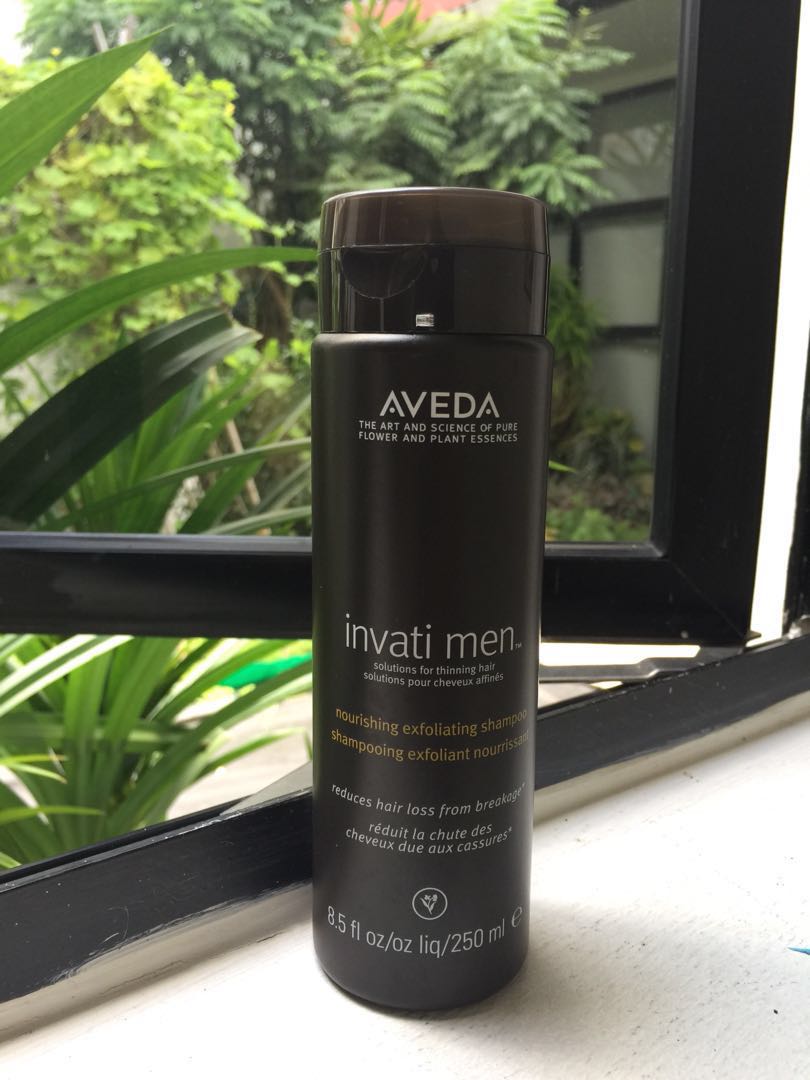 AVEDA
THE ART AND SCIENCE OF PURE
FLOWER AND PLANT ESSENCES
invati men™
solutions for thinning hair
solutions pour cheveux affinés
nourishing exfoliating shampoo
shampooing exfoliant nourrissant
reduces hair loss from breakage*
réduit la chute des
cheveux due aux cassures*
8.5 fl oz/oz liq/250 ml ℮